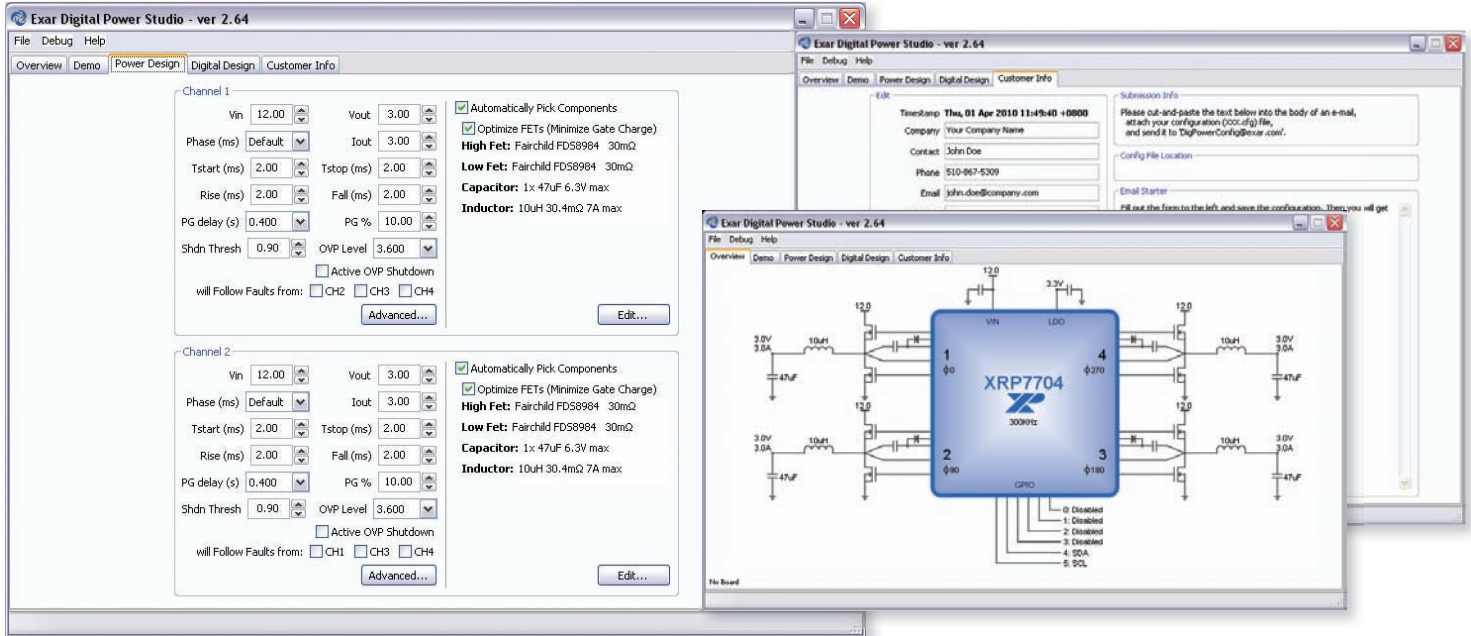 Exar Digital Power Studio - ver 2.64
File Debug Help
Overview Demo Power Design Digital Design Customer Info
Channel 1
Vin 12.00 Vout 3.00
Phase (ms) Default Iout 3.00
Tstart (ms) 2.00 Tstop (ms) 2.00
Rise (ms) 2.00 Fall (ms) 2.00
PG delay (s) 0.400 PG % 10.00
Shdn Thresh 0.90 OVP Level 3.600
Active OVP Shutdown
will Follow Faults from: CH2 CH3 CH4
Advanced...
Automatically Pick Components
Optimize FETs (Minimize Gate Charge)
High Fet: Fairchild FDS8984 30mΩ
Low Fet: Fairchild FDS8984 30mΩ
Capacitor: 1x 47uF 6.3V max
Inductor: 10uH 30.4mΩ 7A max
Edit...
Channel 2
Vin 12.00 Vout 3.00
Phase (ms) Default Iout 3.00
Tstart (ms) 2.00 Tstop (ms) 2.00
Rise (ms) 2.00 Fall (ms) 2.00
PG delay (s) 0.400 PG % 10.00
Shdn Thresh 0.90 OVP Level 3.600
Active OVP Shutdown
will Follow Faults from: CH1 CH3 CH4
Advanced...
Automatically Pick Components
Optimize FETs (Minimize Gate Charge)
High Fet: Fairchild FDS8984 30mΩ
Low Fet: Fairchild FDS8984 30mΩ
Capacitor: 1x 47uF 6.3V max
Inductor: 10uH 30.4mΩ 7A max
Edit...
Exar Digital Power Studio - ver 2.64
File Debug Help
Overview Demo Power Design Digital Design Customer Info
Edit
Timestamp Thu, 01 Apr 2010 11:49:40 +0800
Company Your Company Name
Contact John Doe
Phone 510-867-5309
Email john.doe@company.com
Submission Info
Please cut-and-paste the text below into the body of an e-mail,
attach your configuration (XXX.cfg) file,
and send it to 'DigPowerConfig@exar.com'.
Config File Location
Email Starter
Fill out the form to the left and save the configuration. Then you will get
Exar Digital Power Studio - ver 2.64
File Debug Help
Overview Demo Power Design Digital Design Customer Info
12.0
3.3V
12.0
12.0
VIN LDO
3.0V
3.0A
10uH
47uF
1
ϕ0
4
ϕ270
10uH
3.0V
3.0A
47uF
XRP7704
XP
300KHz
12.0
12.0
3.0V
3.0A
10uH
47uF
2
ϕ90
3
ϕ180
10uH
3.0V
3.0A
47uF
GPIO
0: Disabled
1: Disabled
2: Disabled
3: Disabled
4: SDA
5: SCL
No Board